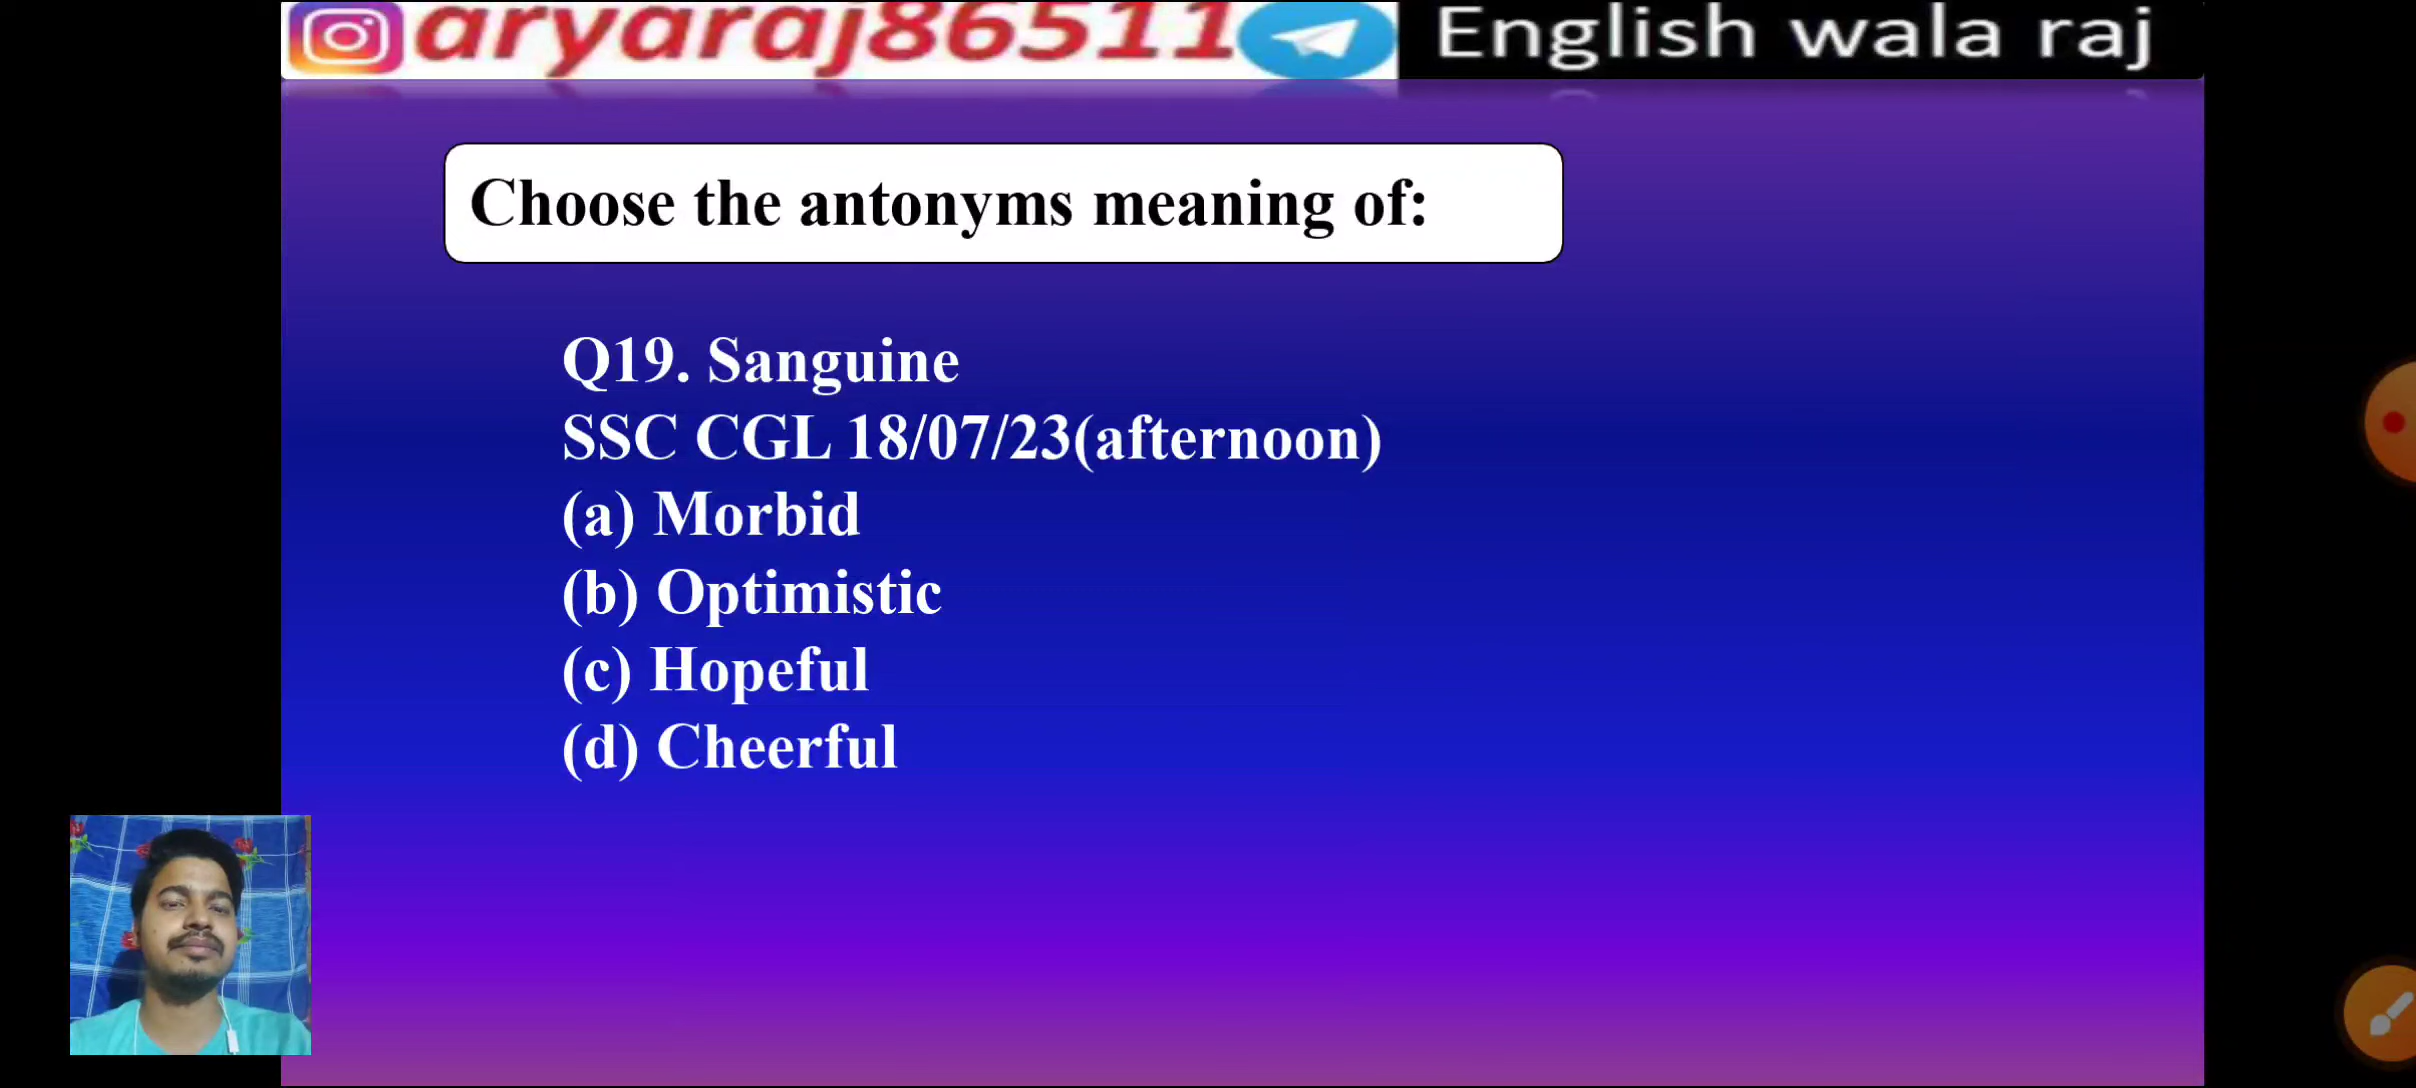 aryaraj86511 English wala raj
Choose the antonyms meaning of:
Q19. Sanguine
SSC CGL 18/07/23(afternoon)
(a) Morbid
(b) Optimistic
(c) Hopeful
(d) Cheerful